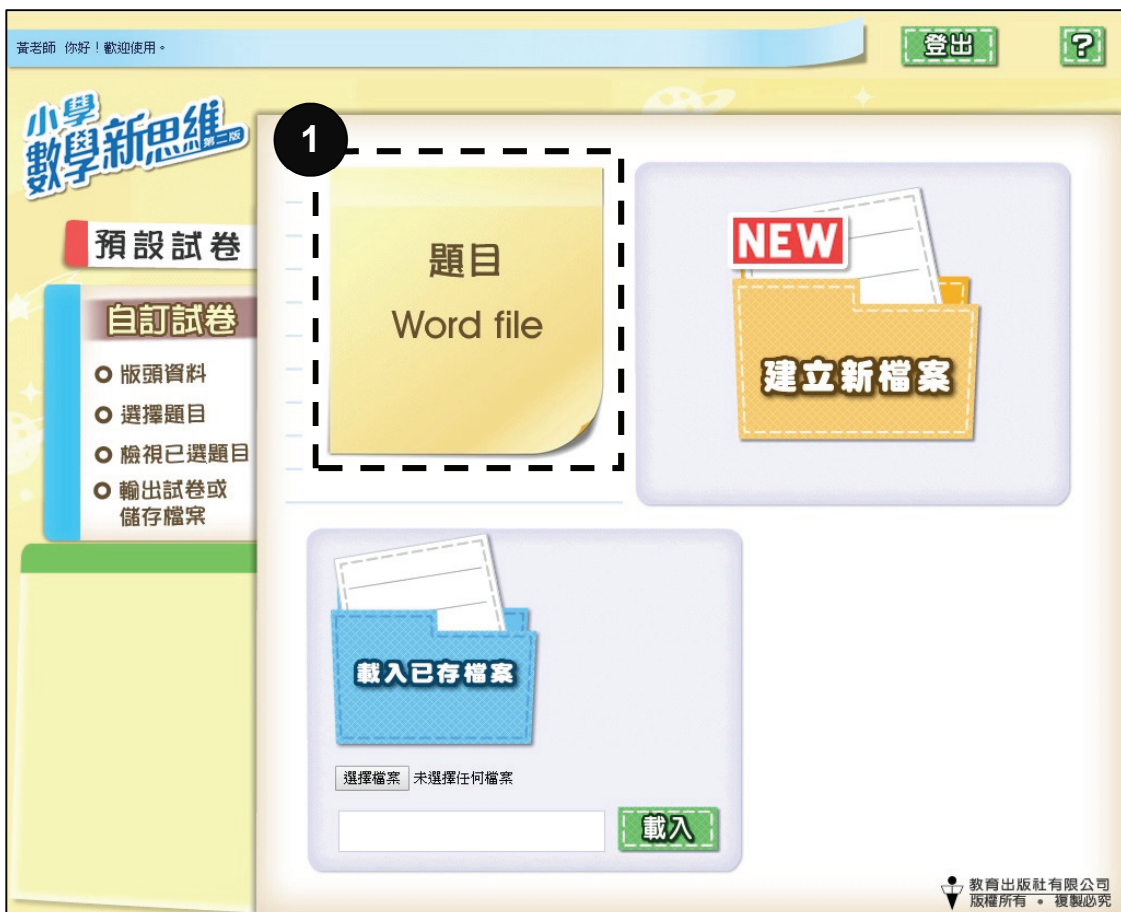 黃老師 你好!歡迎使用。
登出
?
小學
數學新思維
第二版
預設試卷
自訂試卷
版頭資料
選擇題目
檢視已選題目
輸出試卷或
儲存檔案
1
題目
Word file
NEW
建立新檔案
載入已存檔案
選擇檔案 未選擇任何檔案
載入
教育出版社有限公司
版權所有 • 複製必究